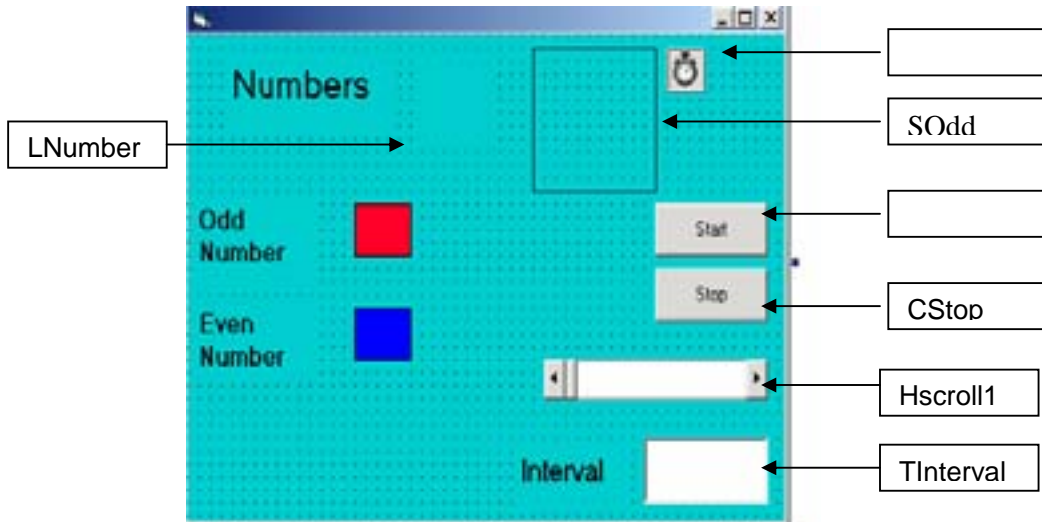 Numbers
SOdd
LNumber
Odd
Number
Start
Stop
CStop
Even
Number
Hscroll1
Interval
TInterval